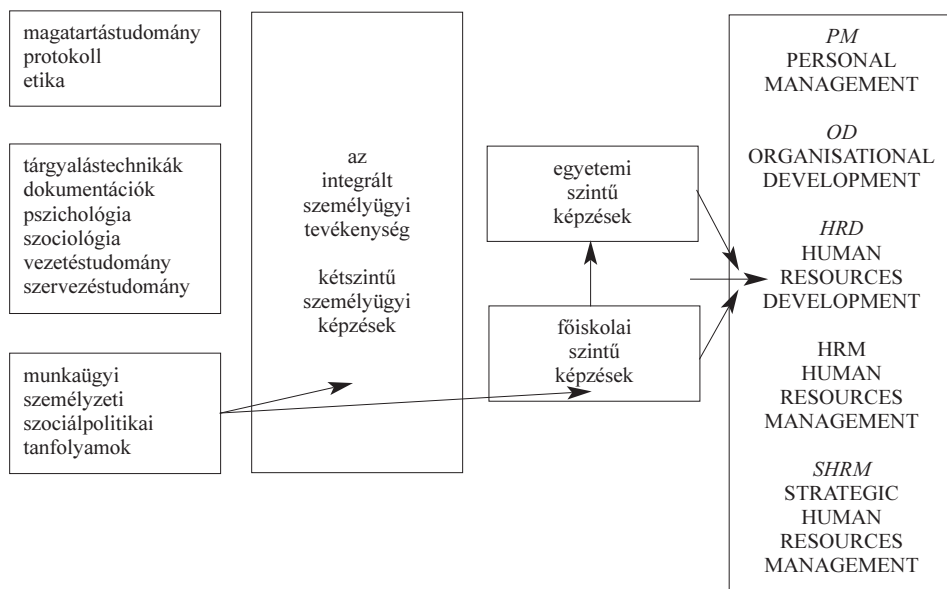 magatartástudomány
protokoll
etika
tárgyalástechnikák
dokumentációk
pszichológia
szociológia
vezetéstudomány
szervezéstudomány
munkaügyi
személyzeti
szociálpolitikai
tanfolyamok
az
integrált
személyügyi
tevékenység
kétszintű
személyügyi
képzések
egyetemi
szintű
képzések
főiskolai
szintű
képzések
PM
PERSONAL
MANAGEMENT
OD
ORGANISATIONAL
DEVELOPMENT
HRD
HUMAN
RESOURCES
DEVELOPMENT
HRM
HUMAN
RESOURCES
MANAGEMENT
SHRM
STRATEGIC
HUMAN
RESOURCES
MANAGEMENT